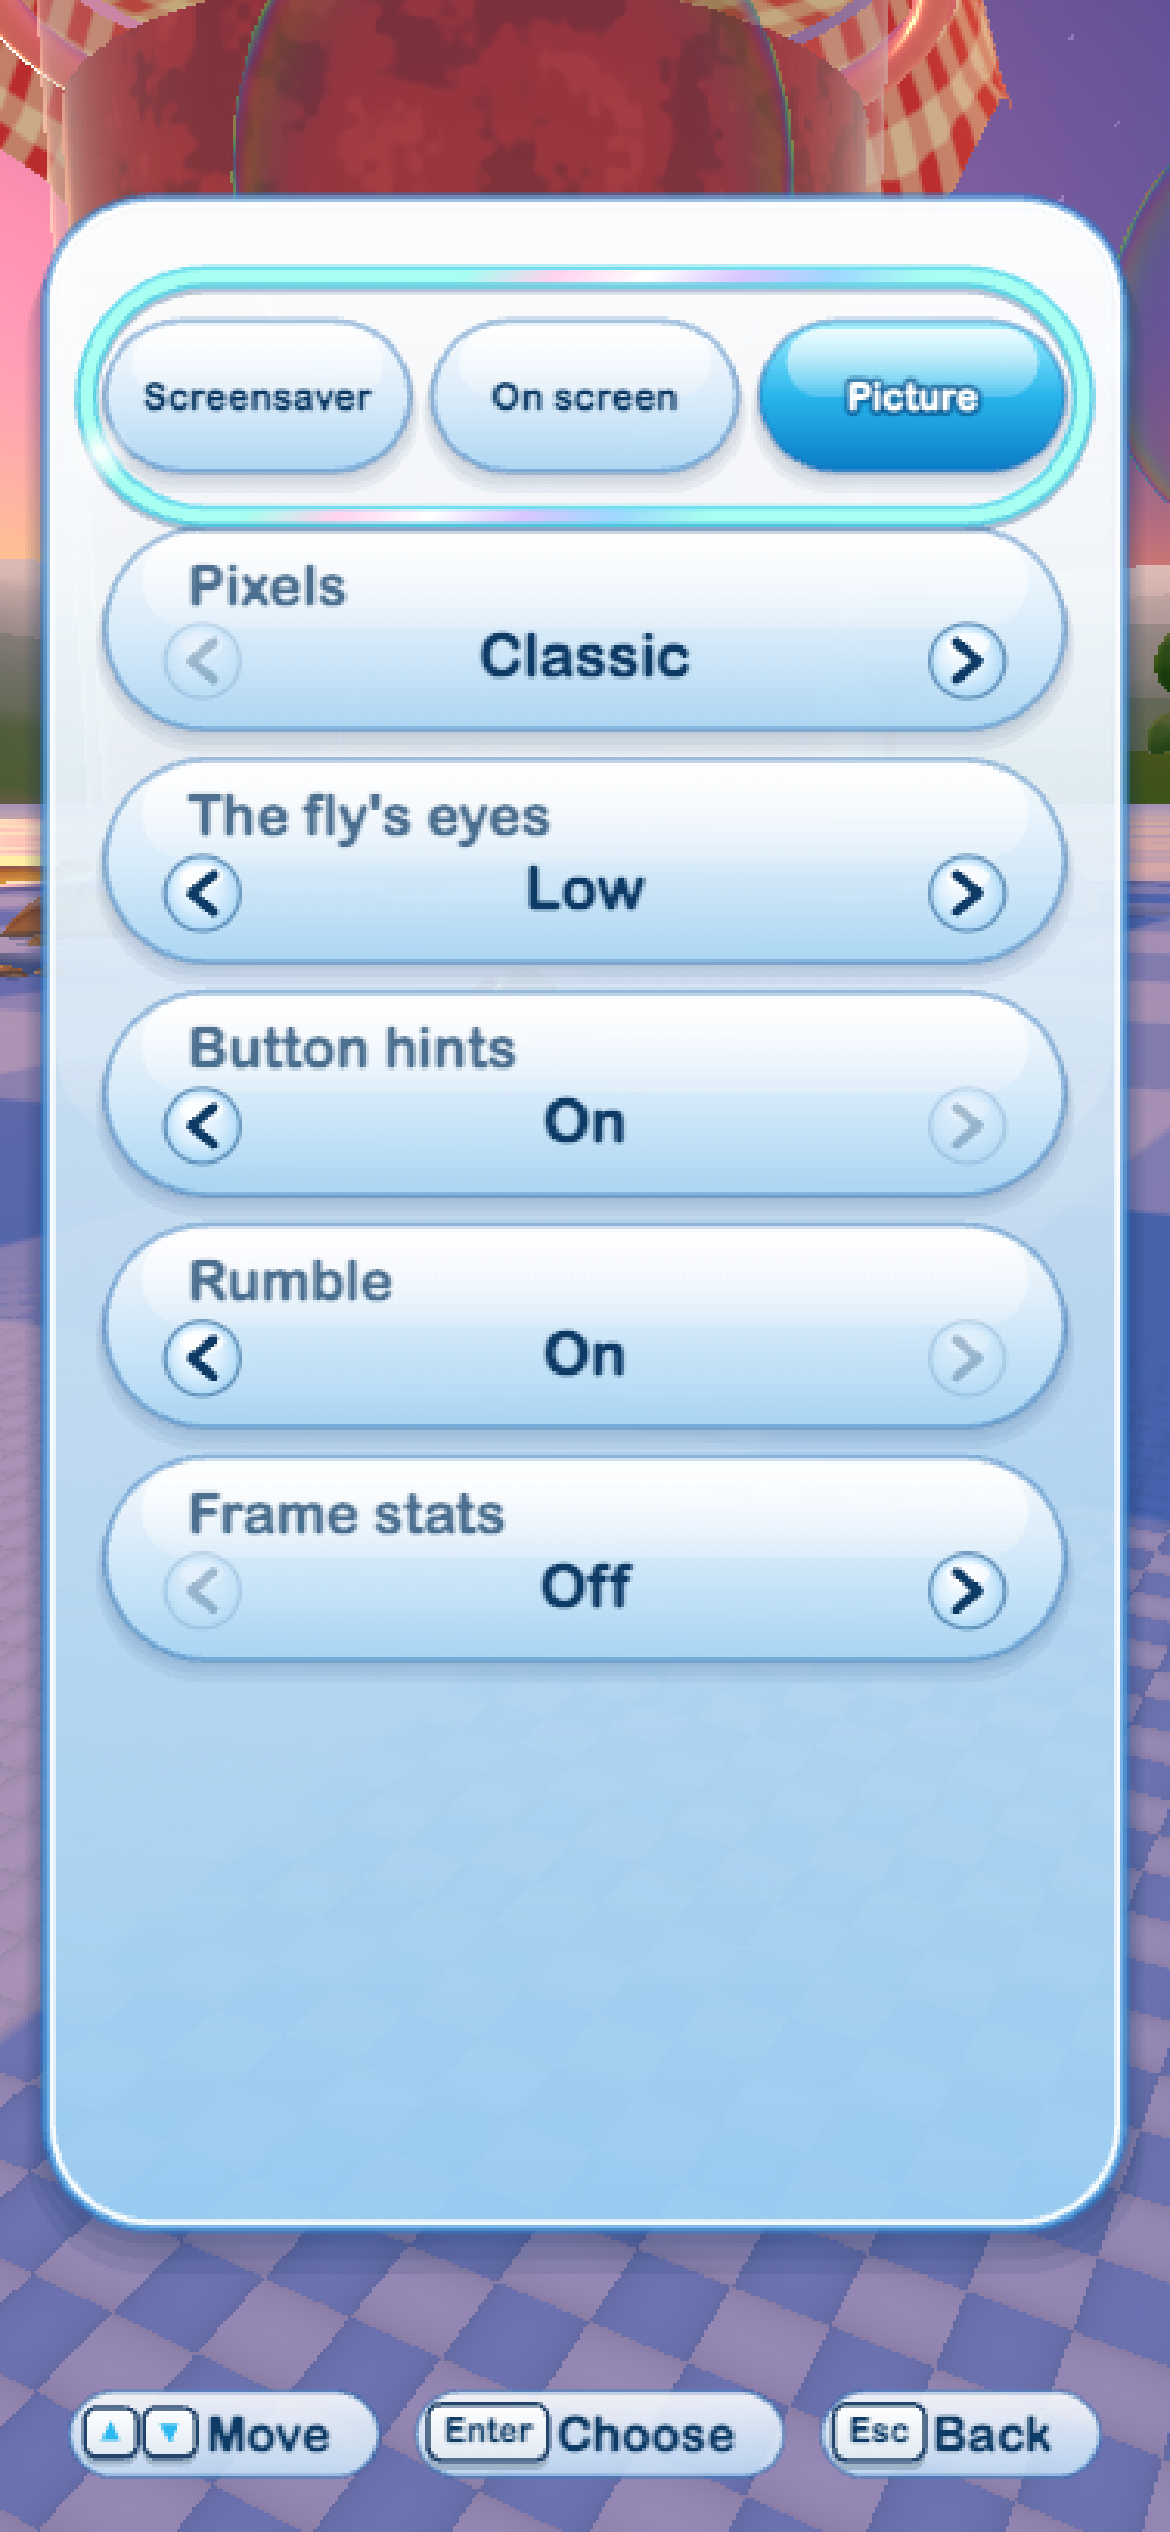 Screensaver On screen Picture
Pixels
Classic
The fly's eyes
Low
Button hints
On
Rumble
On
Frame stats
Off
Move Enter Choose Esc Back